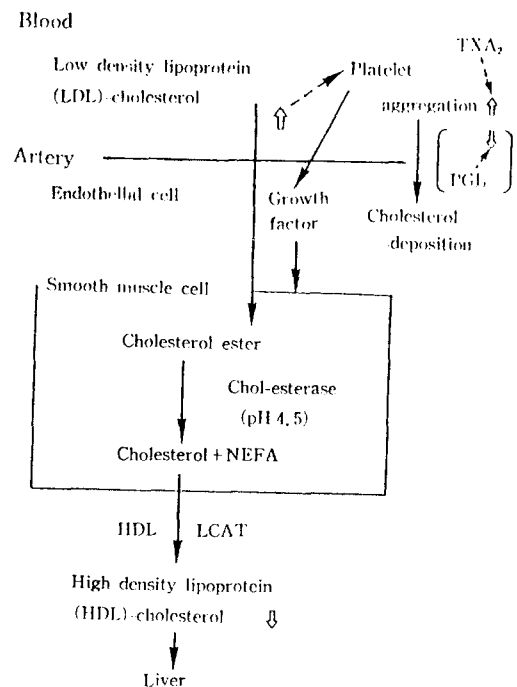 Blood
TXA₂
Low density lipoprotein
(LDL)-cholesterol
Platelet
aggregation
Artery
Endothelial cell
PGI₂
Growth
factor
Cholesterol
deposition
Smooth muscle cell
Cholesterol ester
Chol-esterase
(pH 4.5)
Cholesterol + NEFA
HDL LCAT
High density lipoprotein
(HDL)-cholesterol
Liver